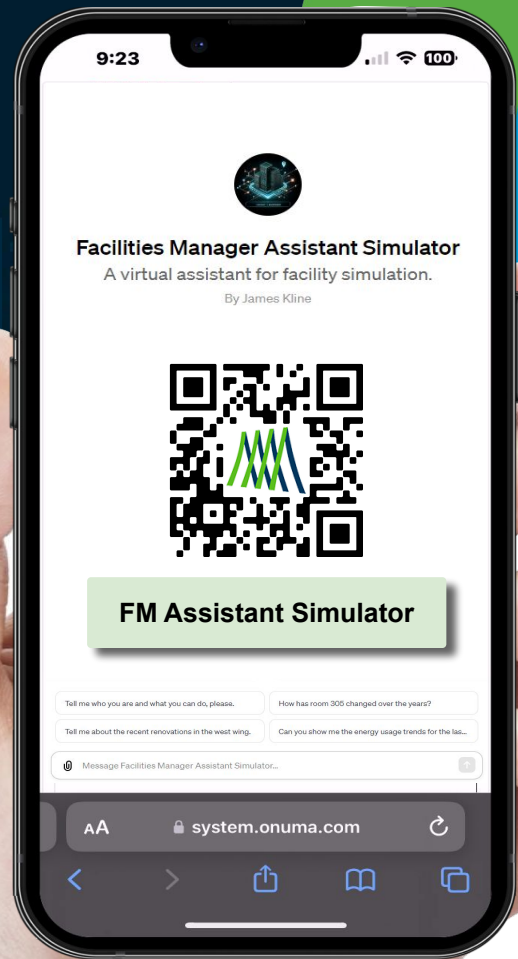 9:23
100
Facilities Manager Assistant Simulator
A virtual assistant for facility simulation.
By James Kline
FM Assistant Simulator
Tell me who you are and what you can do, please.
How has room 305 changed over the years?
Tell me about the recent renovations in the west wing.
Can you show me the energy usage trends for the las...
Message Facilities Manager Assistant Simulator...
AA
system.onuma.com